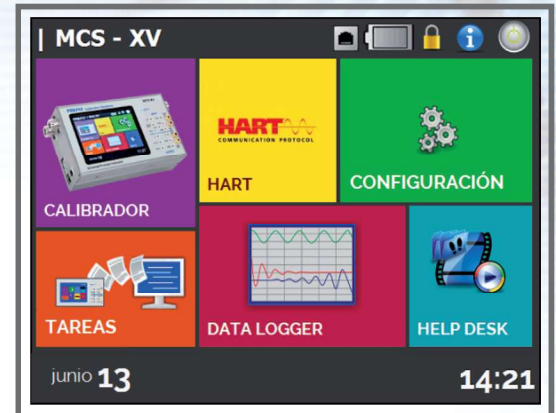 | MCS - XV
HART
COMMUNICATION PROTOCOL
CALIBRADOR
HART
CONFIGURACIÓN
TAREAS
DATA LOGGER
HELP DESK
junio 13
14:21